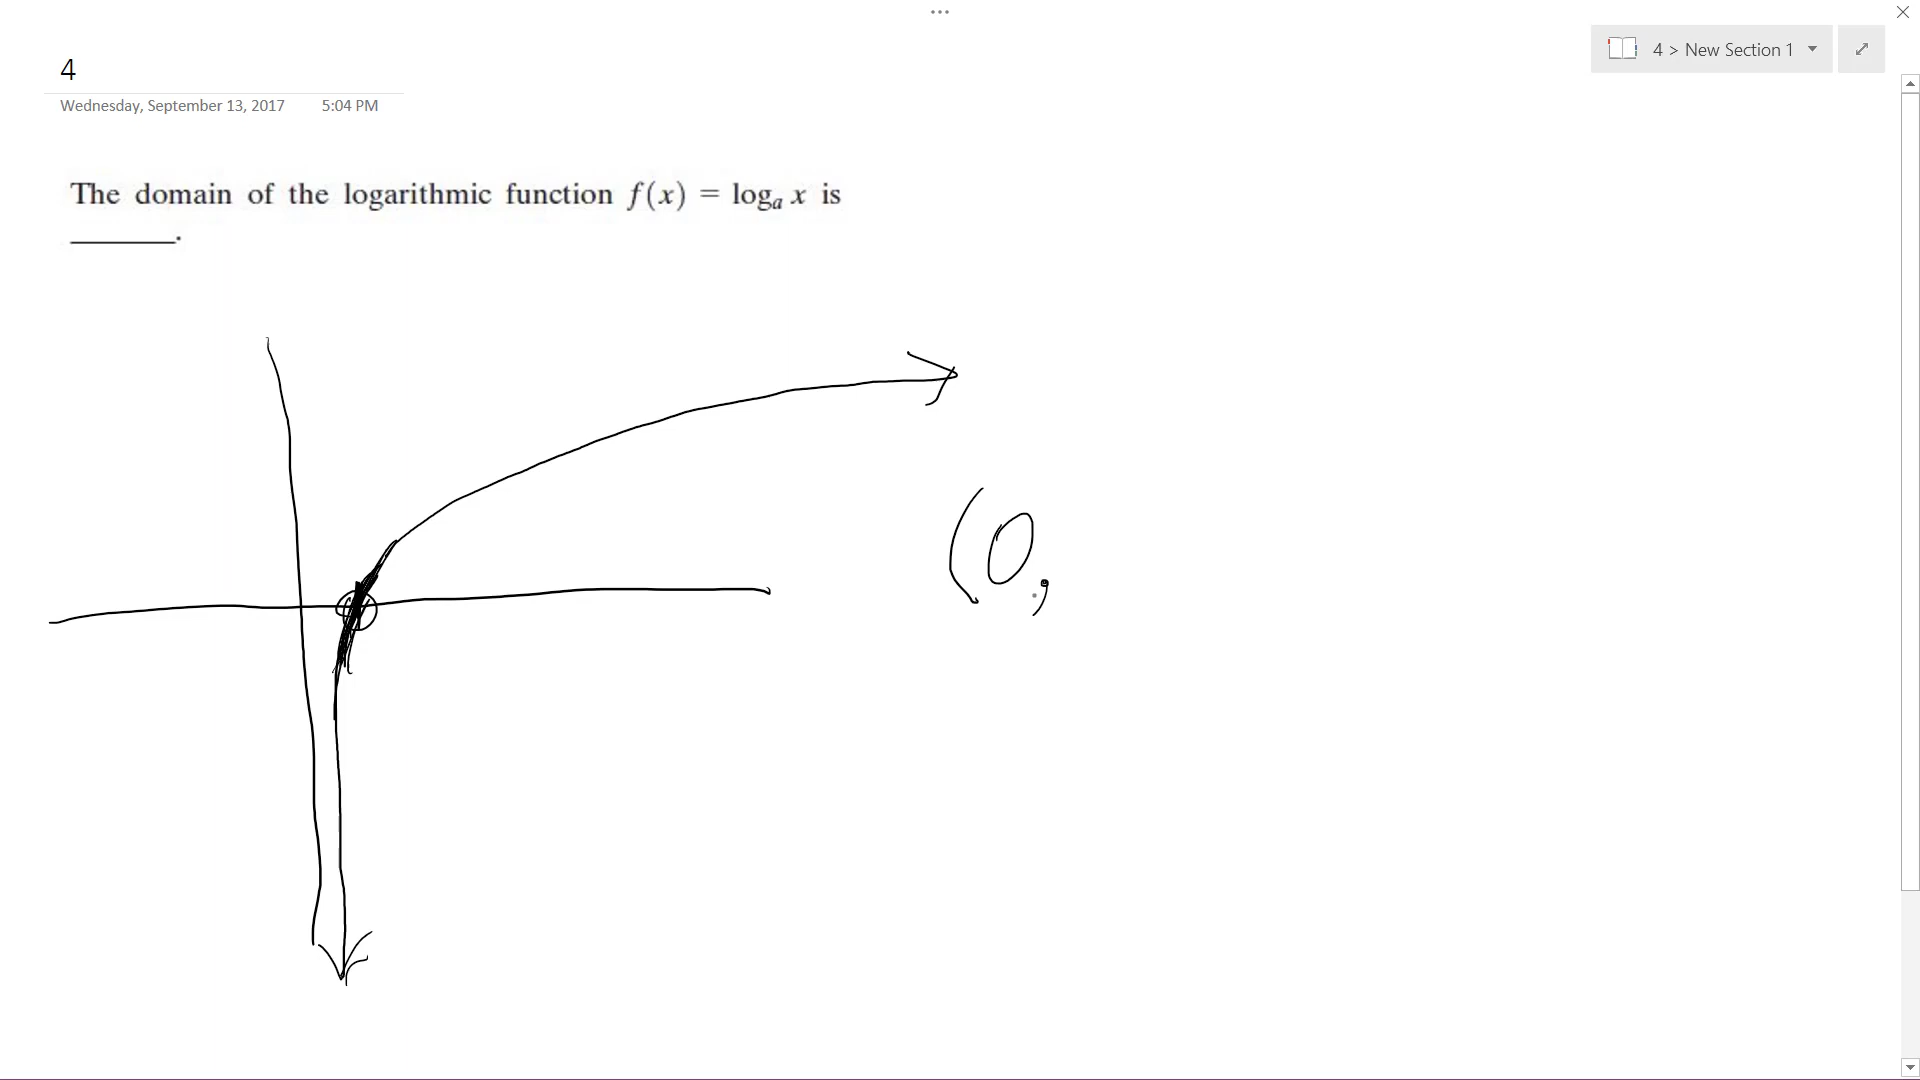 4 > New Section 1
4
Wednesday, September 13, 2017 5:04 PM
The domain of the logarithmic function f(x) = logₐ x is
______.
(0,